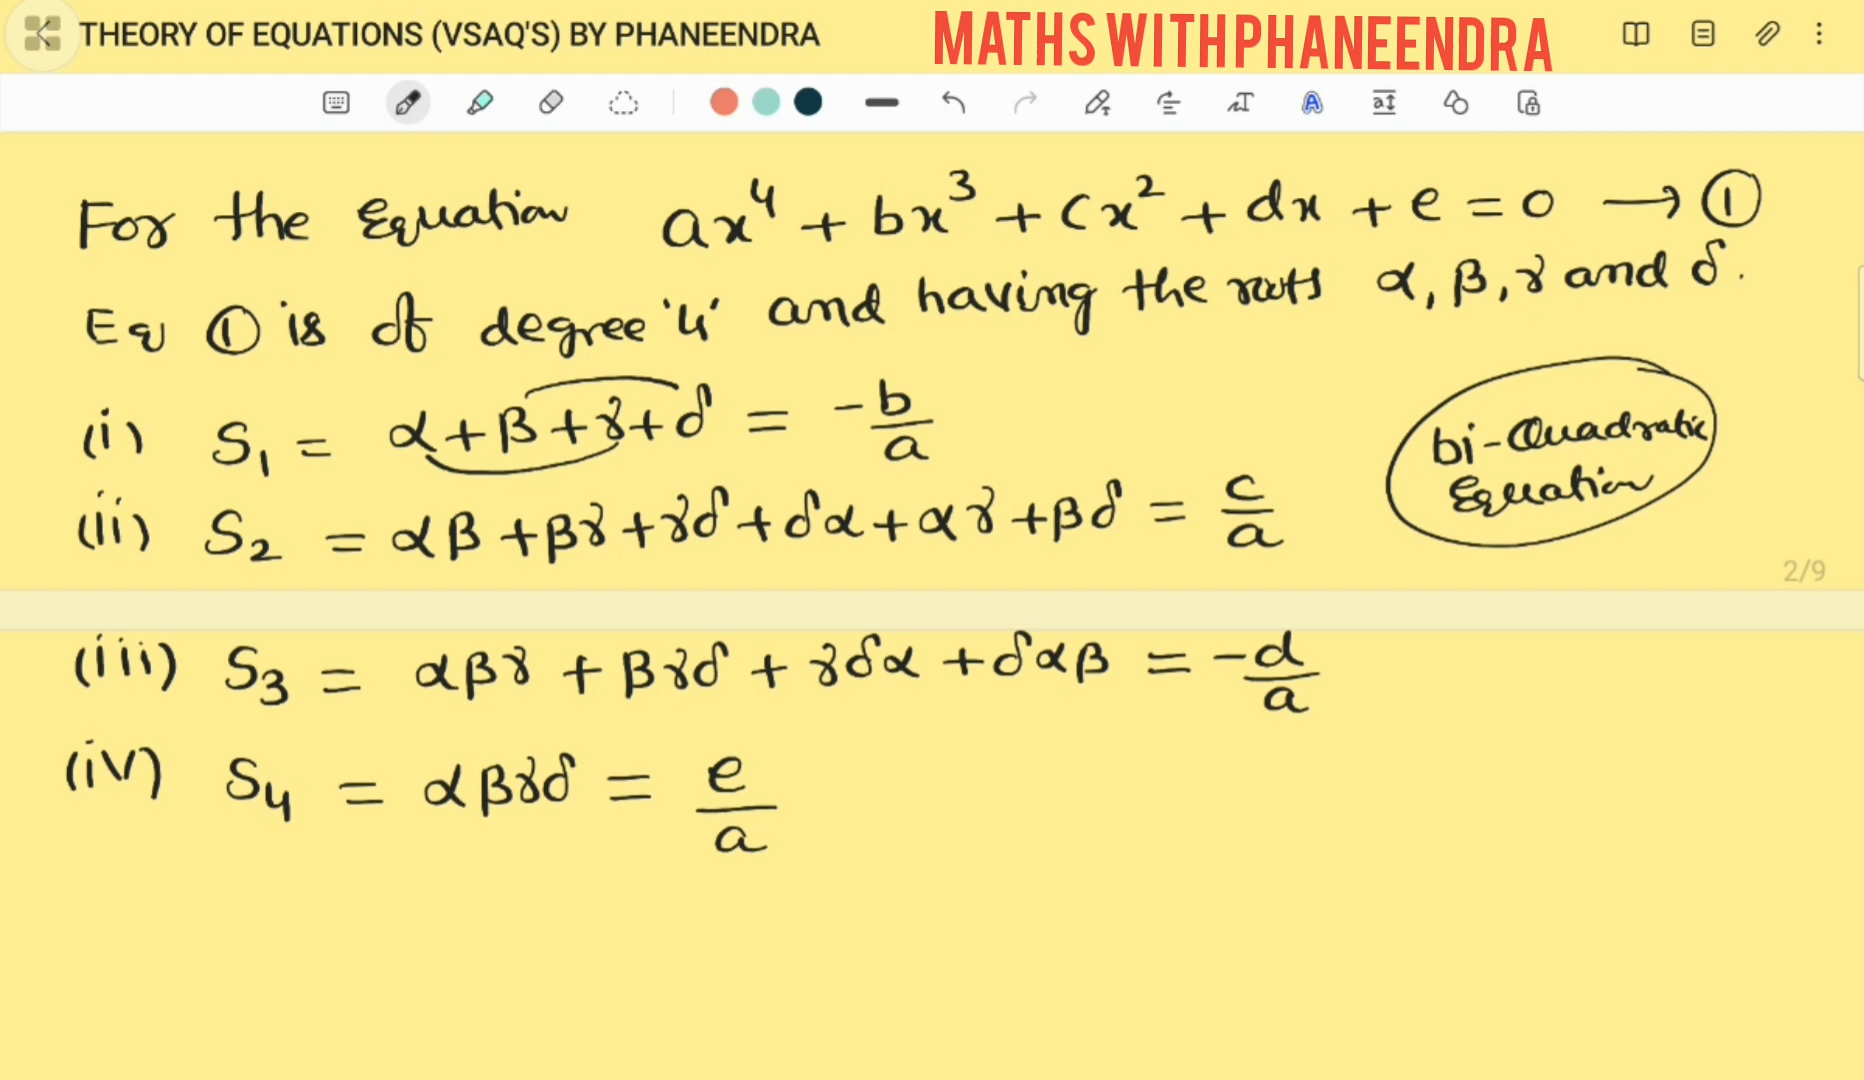 THEORY OF EQUATIONS (VSAQ'S) BY PHANEENDRA
MATHS WITH PHANEENDRA
For the Equation ax⁴ + bx³ + cx² + dx + e = 0 → ①
Eq ① is of degree '4' and having the roots α, β, γ and δ.
(i) S₁ = α+β+γ+δ = -b/a
bi-Quadratic
Equation
(ii) S₂ = αβ+βγ+γδ+δα+αγ+βδ = c/a
2/9
(iii) S₃ = αβγ + βγδ + γδα + δαβ = -d/a
(iv) S₄ = αβγδ = e/a